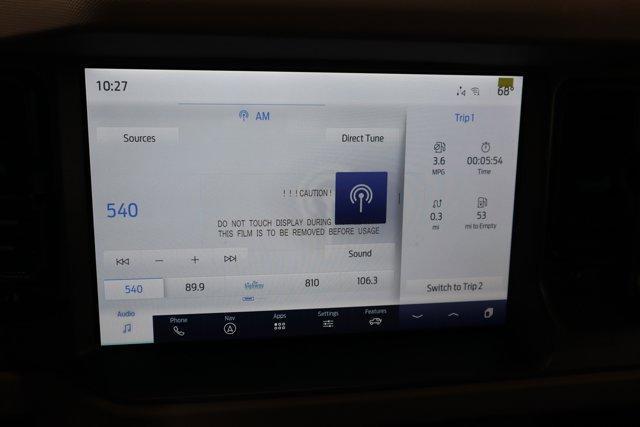 10:27
68°
AM
Sources
Direct Tune
540
! ! ! CAUTION !
DO NOT TOUCH DISPLAY DURING
THIS FILM IS TO BE REMOVED BEFORE USAGE
Sound
540
89.9
the highway
810
106.3
Audio
Phone
Nav
Apps
Settings
Features
Trip 1
3.6
MPG
00:05:54
Time
0.3
mi
53
mi to Empty
Switch to Trip 2